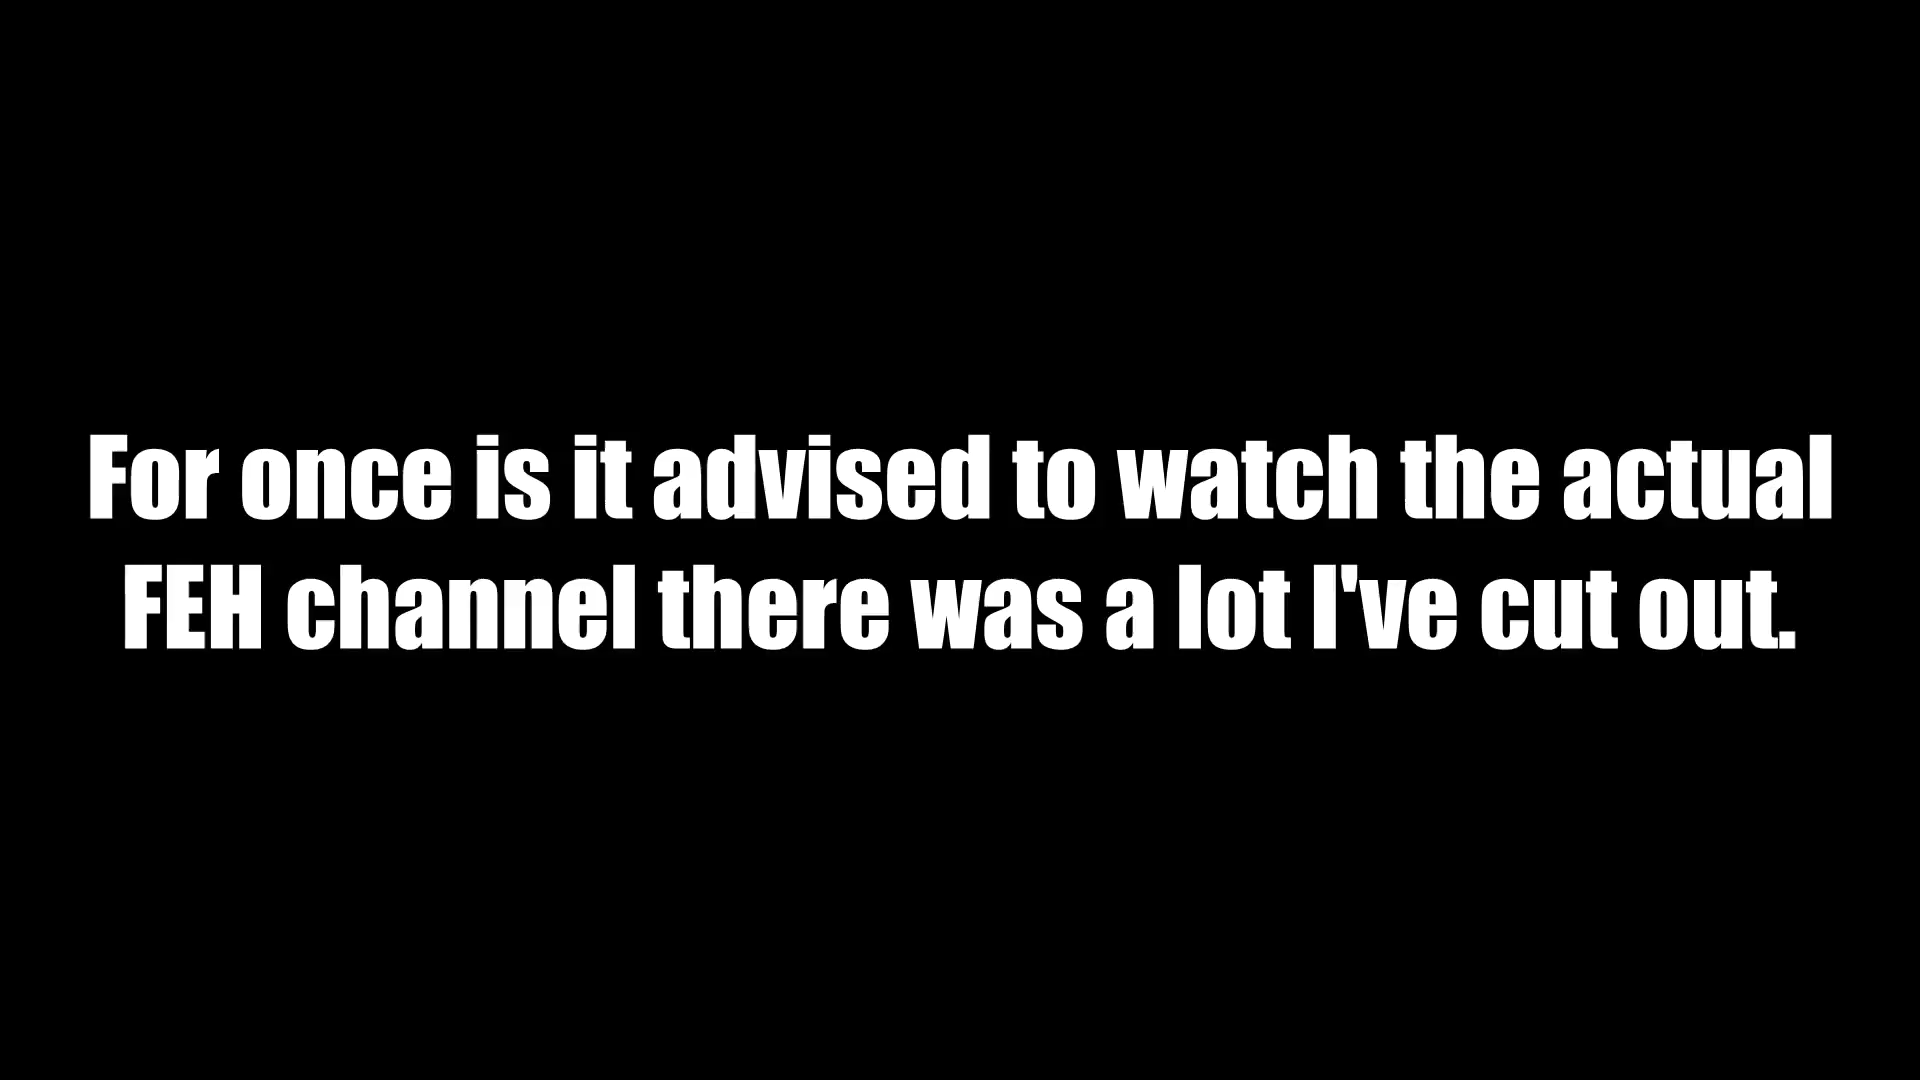 For once is it advised to watch the actual
FEH channel there was a lot I've cut out.